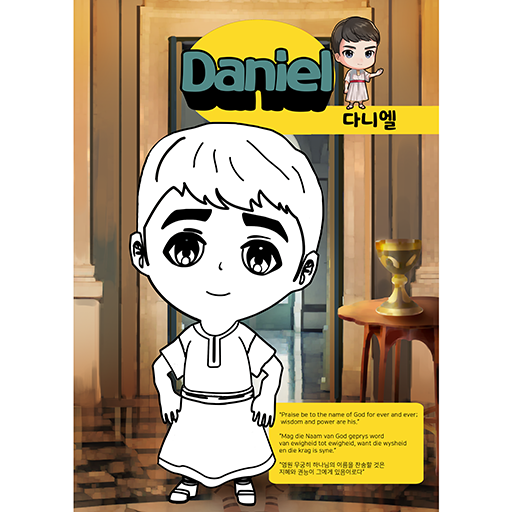 Daniel
다니엘
"Praise be to the name of God for ever and ever;
wisdom and power are his."
"Mag die Naam van God geprys word
van ewigheid tot ewigheid, want die wysheid
en die krag is syne."
"영원 무궁히 하나님의 이름을 찬송할 것은
지혜와 권능이 그에게 있음이로다"